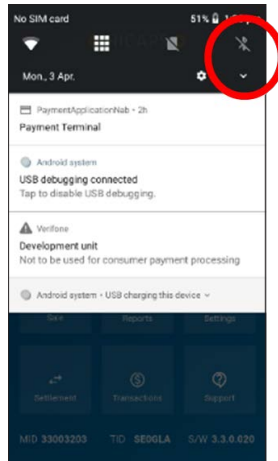 No SIM card 51%
Mon., 3 Apr.
PaymentApplicationNab • 2h
Payment Terminal
Android system
USB debugging connected
Tap to disable USB debugging.
Verifone
Development unit
Not to be used for consumer payment processing
Android system • USB charging this device
Sale Reports Settings
Settlement Transactions Support
MID 33003203 TID SE0GLA S/W 3.3.0.020